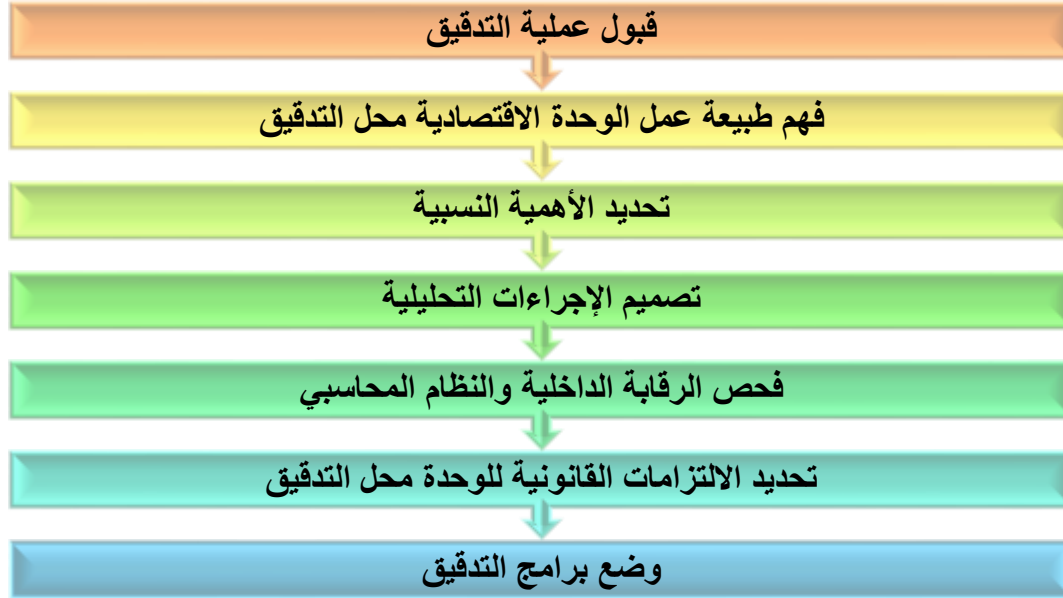 قبول عملية التدقيق
فهم طبيعة عمل الوحدة الاقتصادية محل التدقيق
تحديد الأهمية النسبية
تصميم الإجراءات التحليلية
فحص الرقابة الداخلية والنظام المحاسبي
تحديد الالتزامات القانونية للوحدة محل التدقيق
وضع برامج التدقيق